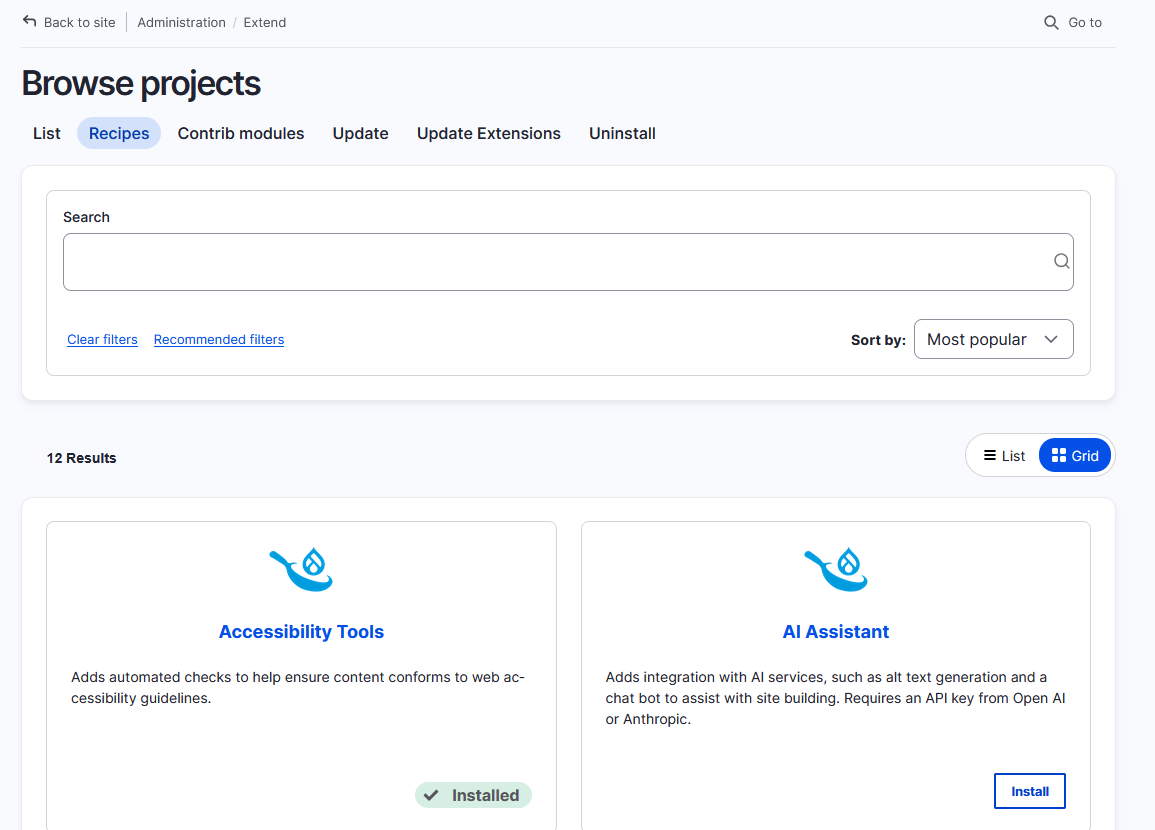 Back to site Administration / Extend Go to
Browse projects
List Recipes Contrib modules Update Update Extensions Uninstall
Search
Clear filters Recommended filters Sort by: Most popular
12 Results List Grid
Accessibility Tools
Adds automated checks to help ensure content conforms to web ac-
cessibility guidelines.
Installed
AI Assistant
Adds integration with AI services, such as alt text generation and a
chat bot to assist with site building. Requires an API key from Open AI
or Anthropic.
Install